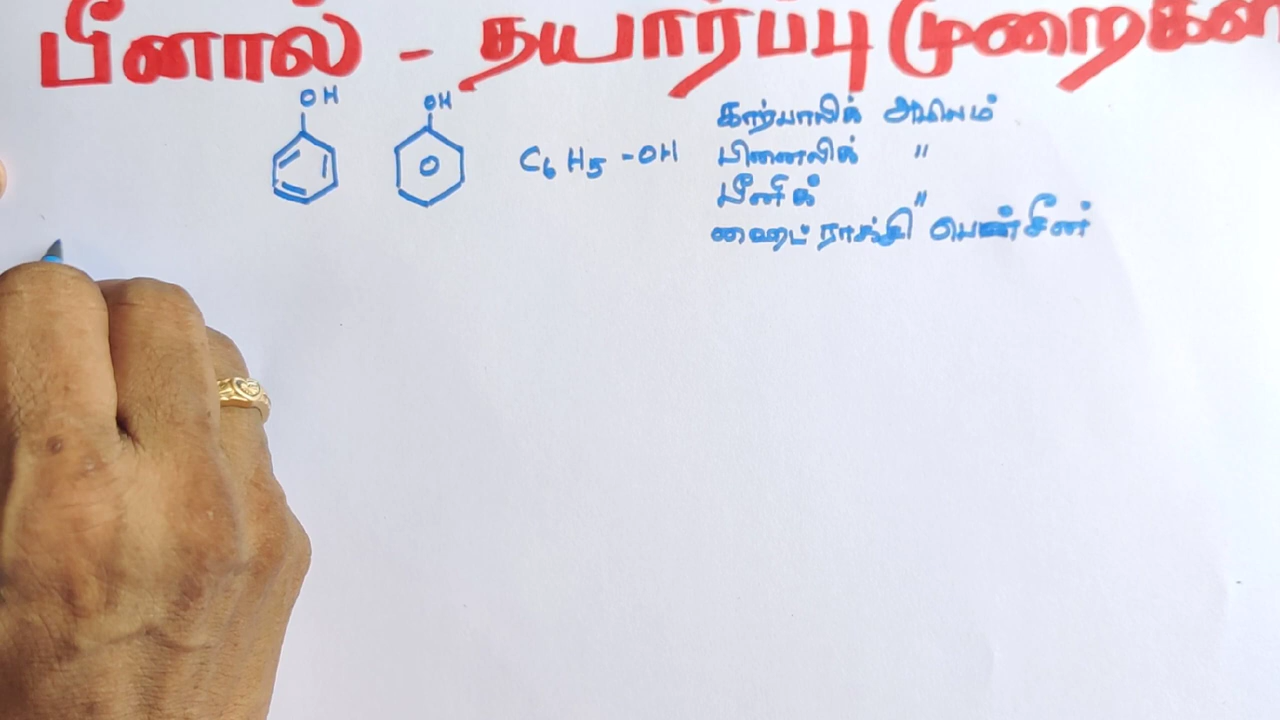 பீனால் - தயார்ப்பு முறைகள்
OH
OH
C6H5-OH
கார்பாலிக் அமிலம்
பினைலிக் "
பீனிக் "
ஹைட்ராக்சி பென்சீன்